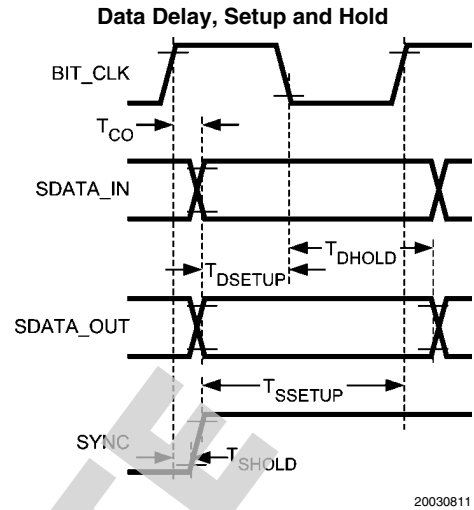 Data Delay, Setup and Hold
BIT_CLK
TCO
SDATA_IN
TDHOLD
TDSETUP
SDATA_OUT
TSSETUP
SYNC
TSHOLD
20030811